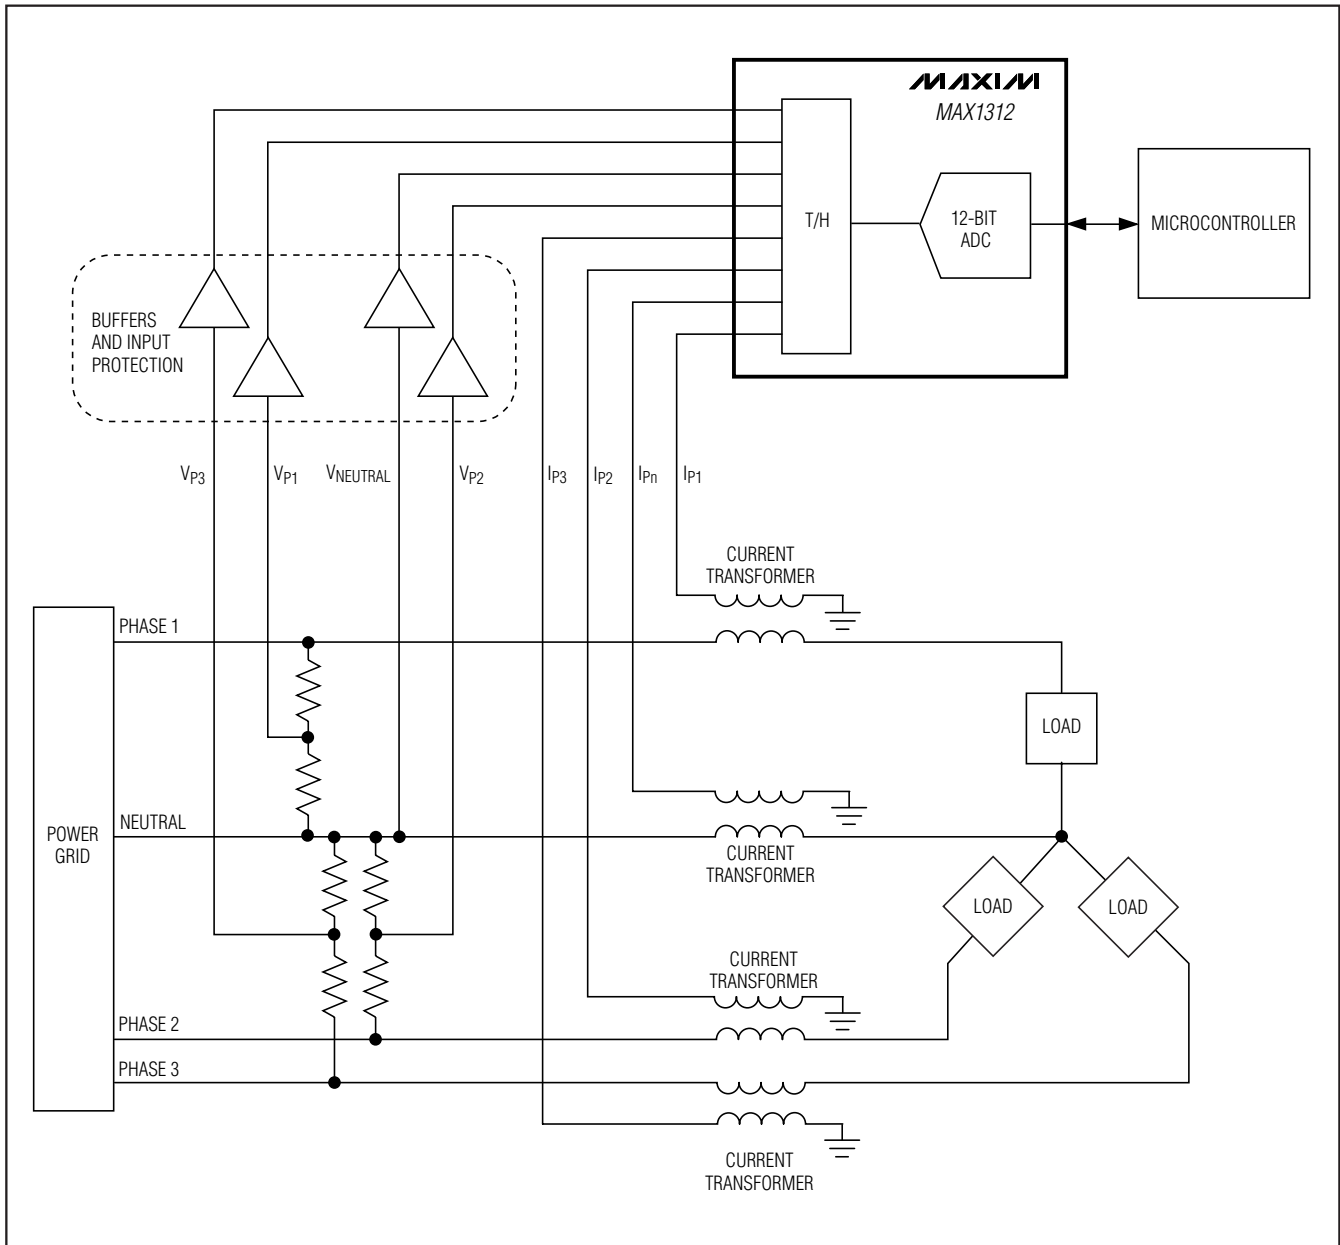 MAXIM
MAX1312
T/H
12-BIT
ADC
MICROCONTROLLER
BUFFERS
AND INPUT
PROTECTION
VP3
VP1
VNEUTRAL
VP2
IP3
IP2
IPn
IP1
CURRENT
TRANSFORMER
PHASE 1
LOAD
NEUTRAL
POWER
GRID
CURRENT
TRANSFORMER
LOAD
LOAD
CURRENT
TRANSFORMER
PHASE 2
PHASE 3
CURRENT
TRANSFORMER